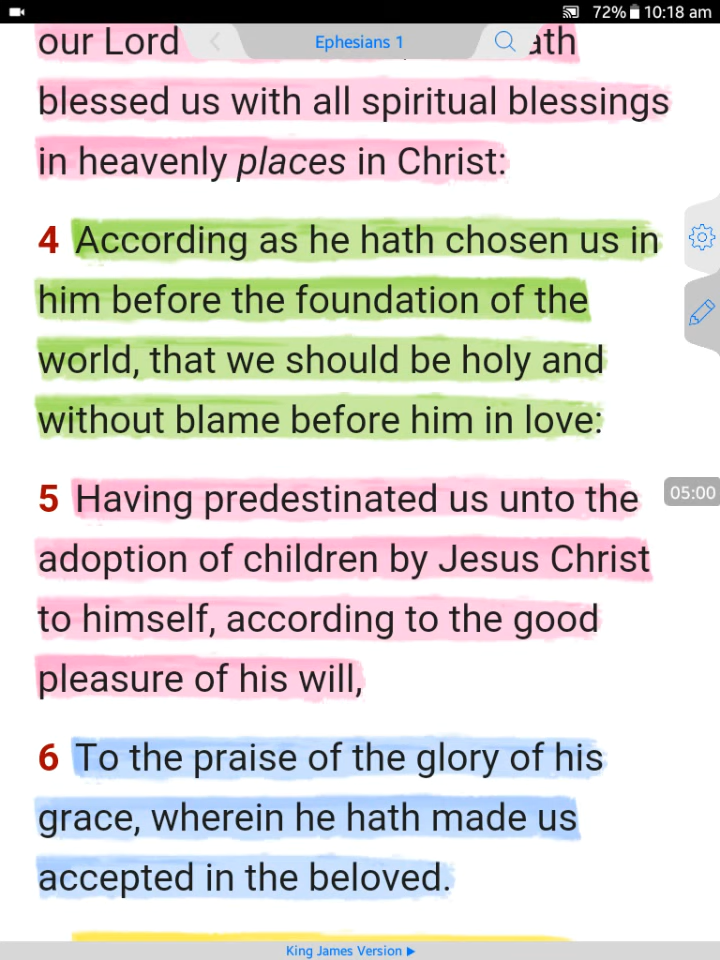 72% 10:18 am
Ephesians 1
our Lord ath
blessed us with all spiritual blessings
in heavenly places in Christ:
4 According as he hath chosen us in
him before the foundation of the
world, that we should be holy and
without blame before him in love:
5 Having predestinated us unto the
05:00
adoption of children by Jesus Christ
to himself, according to the good
pleasure of his will,
6 To the praise of the glory of his
grace, wherein he hath made us
accepted in the beloved.
King James Version ▶